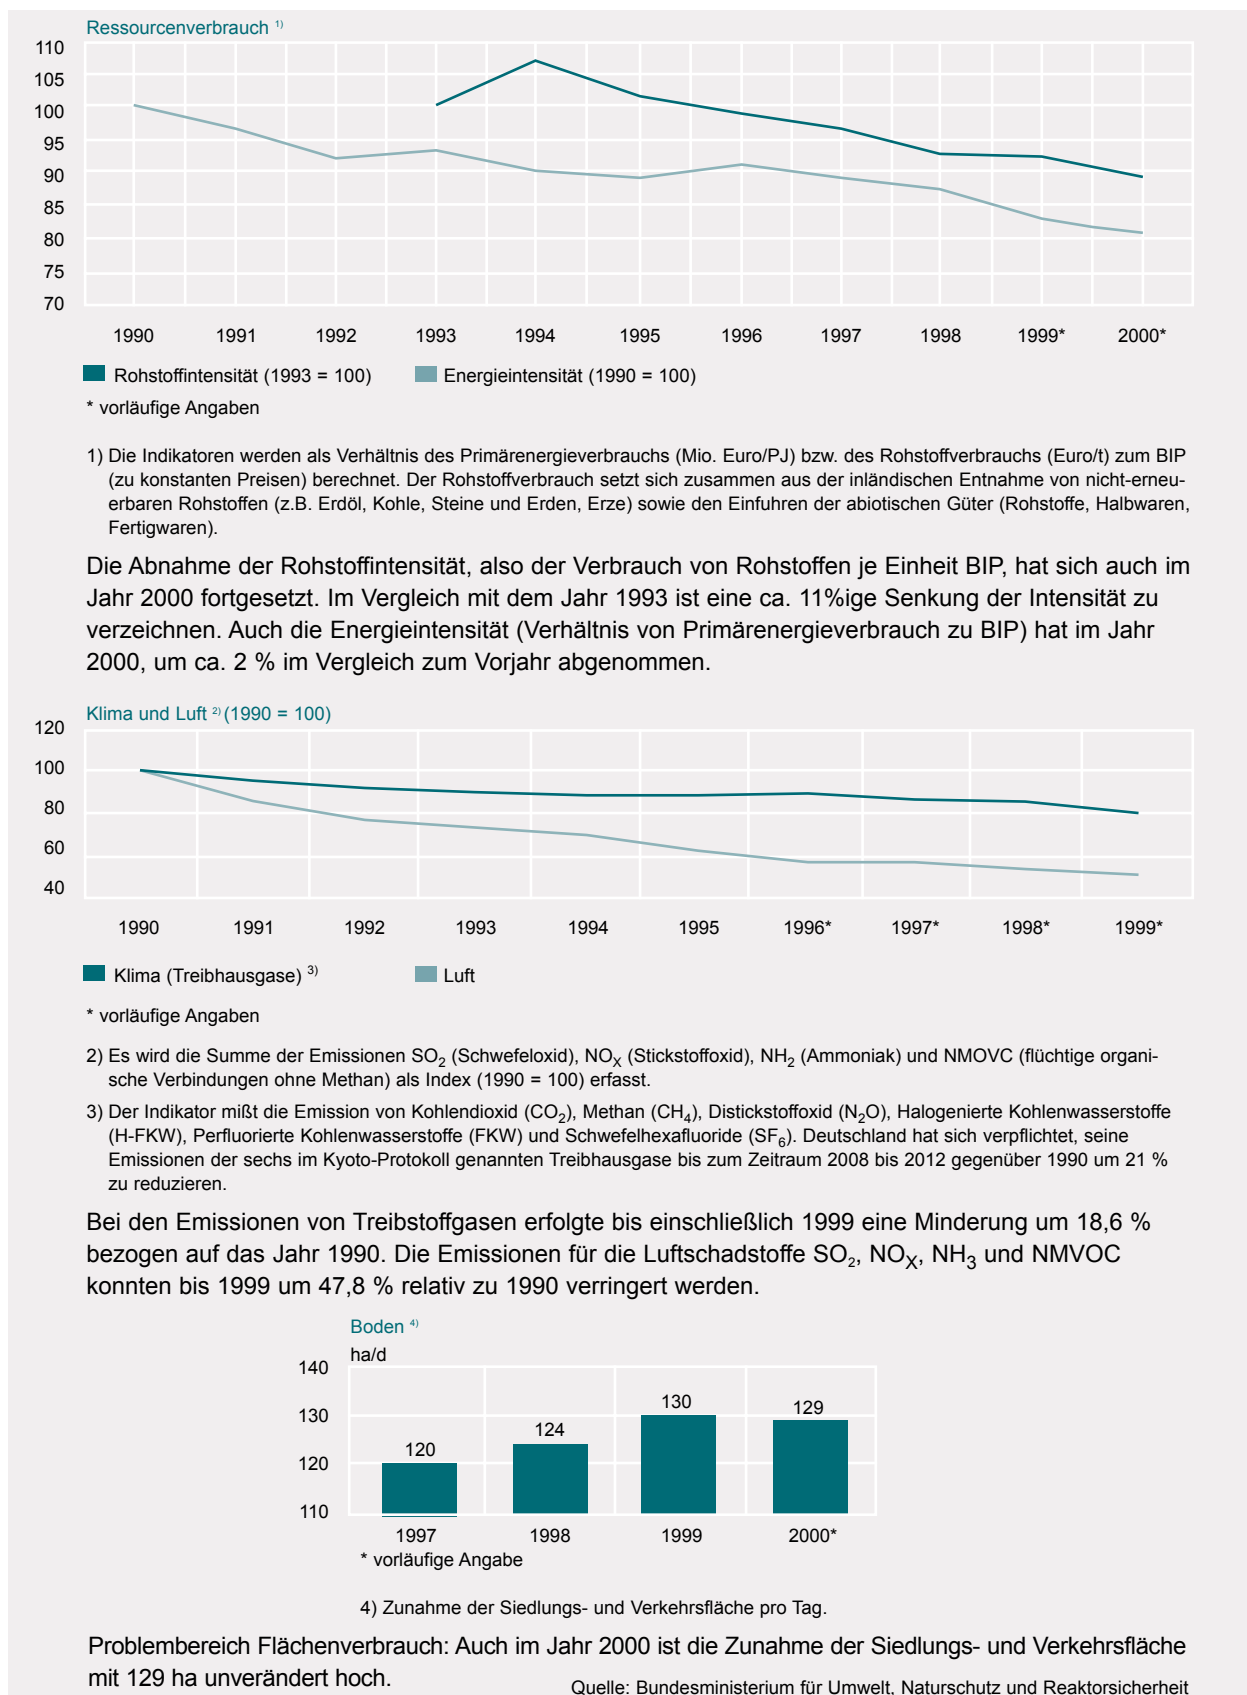 Ressourcenverbrauch 1)
110
105
100
95
90
85
80
75
70
1990 1991 1992 1993 1994 1995 1996 1997 1998 1999* 2000*
Rohstoffintensität (1993 = 100) Energieintensität (1990 = 100)
* vorläufige Angaben
1) Die Indikatoren werden als Verhältnis des Primärenergieverbrauchs (Mio. Euro/PJ) bzw. des Rohstoffverbrauchs (Euro/t) zum BIP
(zu konstanten Preisen) berechnet. Der Rohstoffverbrauch setzt sich zusammen aus der inländischen Entnahme von nicht-erneu-
erbaren Rohstoffen (z.B. Erdöl, Kohle, Steine und Erden, Erze) sowie den Einfuhren der abiotischen Güter (Rohstoffe, Halbwaren,
Fertigwaren).
Die Abnahme der Rohstoffintensität, also der Verbrauch von Rohstoffen je Einheit BIP, hat sich auch im
Jahr 2000 fortgesetzt. Im Vergleich mit dem Jahr 1993 ist eine ca. 11%ige Senkung der Intensität zu
verzeichnen. Auch die Energieintensität (Verhältnis von Primärenergieverbrauch zu BIP) hat im Jahr
2000, um ca. 2 % im Vergleich zum Vorjahr abgenommen.
Klima und Luft 2) (1990 = 100)
120
100
80
60
40
1990 1991 1992 1993 1994 1995 1996* 1997* 1998* 1999*
Klima (Treibhausgase) 3) Luft
* vorläufige Angaben
2) Es wird die Summe der Emissionen SO2 (Schwefeloxid), NOX (Stickstoffoxid), NH2 (Ammoniak) und NMOVC (flüchtige organi-
sche Verbindungen ohne Methan) als Index (1990 = 100) erfasst.
3) Der Indikator mißt die Emission von Kohlendioxid (CO2), Methan (CH4), Distickstoffoxid (N2O), Halogenierte Kohlenwasserstoffe
(H-FKW), Perfluorierte Kohlenwasserstoffe (FKW) und Schwefelhexafluoride (SF6). Deutschland hat sich verpflichtet, seine
Emissionen der sechs im Kyoto-Protokoll genannten Treibhausgase bis zum Zeitraum 2008 bis 2012 gegenüber 1990 um 21 %
zu reduzieren.
Bei den Emissionen von Treibstoffgasen erfolgte bis einschließlich 1999 eine Minderung um 18,6 %
bezogen auf das Jahr 1990. Die Emissionen für die Luftschadstoffe SO2, NOX, NH3 und NMVOC
konnten bis 1999 um 47,8 % relativ zu 1990 verringert werden.
Boden 4)
ha/d
140
130
120
110
120 124 130 129
1997 1998 1999 2000*
* vorläufige Angabe
4) Zunahme der Siedlungs- und Verkehrsfläche pro Tag.
Problembereich Flächenverbrauch: Auch im Jahr 2000 ist die Zunahme der Siedlungs- und Verkehrsfläche
mit 129 ha unverändert hoch.
Quelle: Bundesministerium für Umwelt, Naturschutz und Reaktorsicherheit